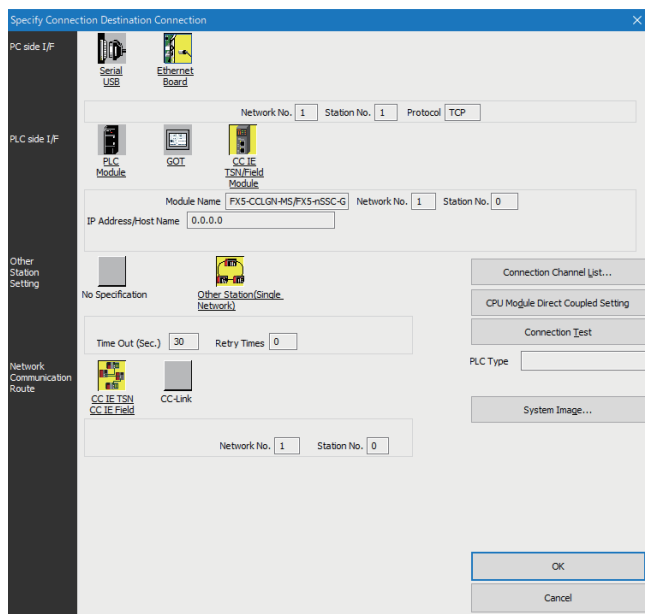 Specify Connection Destination Connection
PC side I/F
Serial
USB
Ethernet
Board
Network No. 1 Station No. 1 Protocol TCP
PLC side I/F
PLC
Module
GOT
CC IE
TSN/Field
Module
Module Name FX5-CCLGN-MS/FX5-nSSC-G Network No. 1 Station No. 0
IP Address/Host Name 0.0.0.0
Other
Station
Setting
No Specification
Other Station(Single
Network)
Time Out (Sec.) 30 Retry Times 0
Connection Channel List...
CPU Module Direct Coupled Setting
Connection Test
PLC Type
Network
Communication
Route
CC IE TSN
CC IE Field
CC-Link
System Image...
Network No. 1 Station No. 0
OK
Cancel